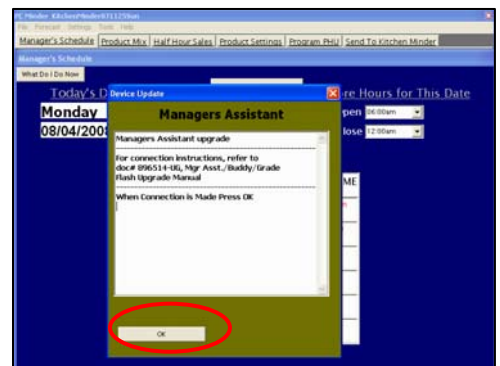 PC Minder KitchenMinder0311259us
File Forecast Settings Tools Help
Manager's Schedule Product Mix Half Hour Sales Product Settings Program PHU Send To Kitchen Minder
Manager's Schedule
What Do I Do Now
Today's D
re Hours for This Date
Device Update
Monday
Managers Assistant
pen 06:00am
08/04/2008
lose 12:00am
Managers Assistant upgrade
For connection instructions, refer to
doc# 896514-UG, Mgr Asst./Buddy/Grade
Flash Upgrade Manual
When Connection is Made Press OK
ME
OK